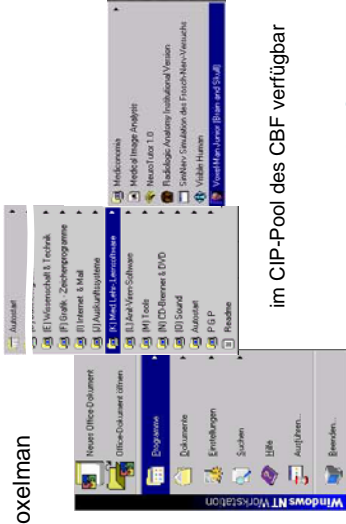 oxelman
Neues Office-Dokument
Office-Dokument öffnen
Programme
Dokumente
Einstellungen
Suchen
Hilfe
Ausführen...
Beenden...
Windows NT Workstation
Autostart
[E] Wissenschaft & Technik
[F] Grafik- Zeichenprogramme
[I] Internet & Mail
[J] Auskunftssysteme
[K] Med.Lehr-Lernsoftware
[L] Anti-Viren-Software
[M] Tools
[N] CD-Brenner & DVD
[O] Sound
Autostart
P G P
Readme
Mediconomia
Medical Image Analysis
NeuroTutor 1.0
Radiologic Anatomy Institutional Version
SimNerv Simulation des Frosch-Nerv-Versuchs
Visible Human
Voxel-Man Junior [Brain and Skull]
im CIP-Pool des CBF verfügbar